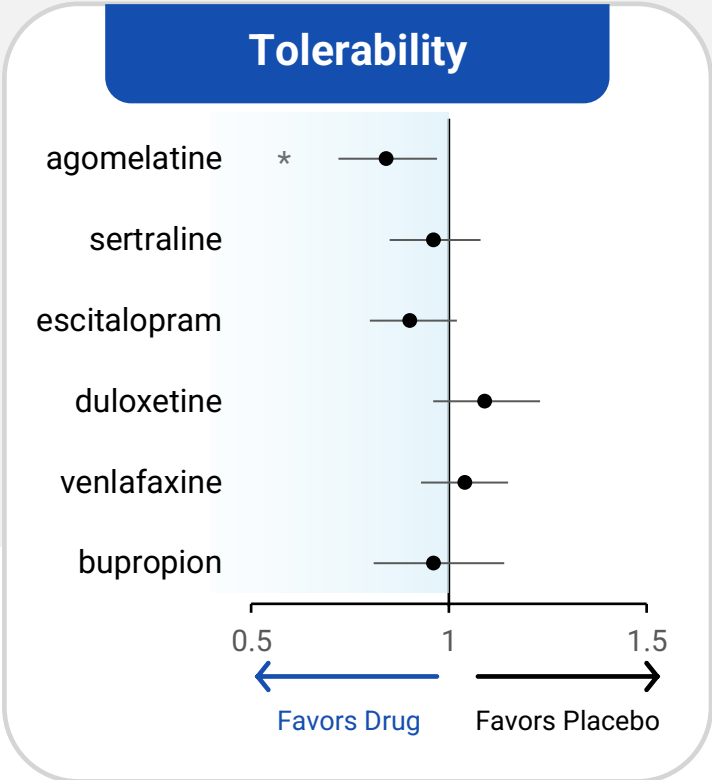 Tolerability
agomelatine *
sertraline
escitalopram
duloxetine
venlafaxine
bupropion
0.5 1 1.5
Favors Drug Favors Placebo